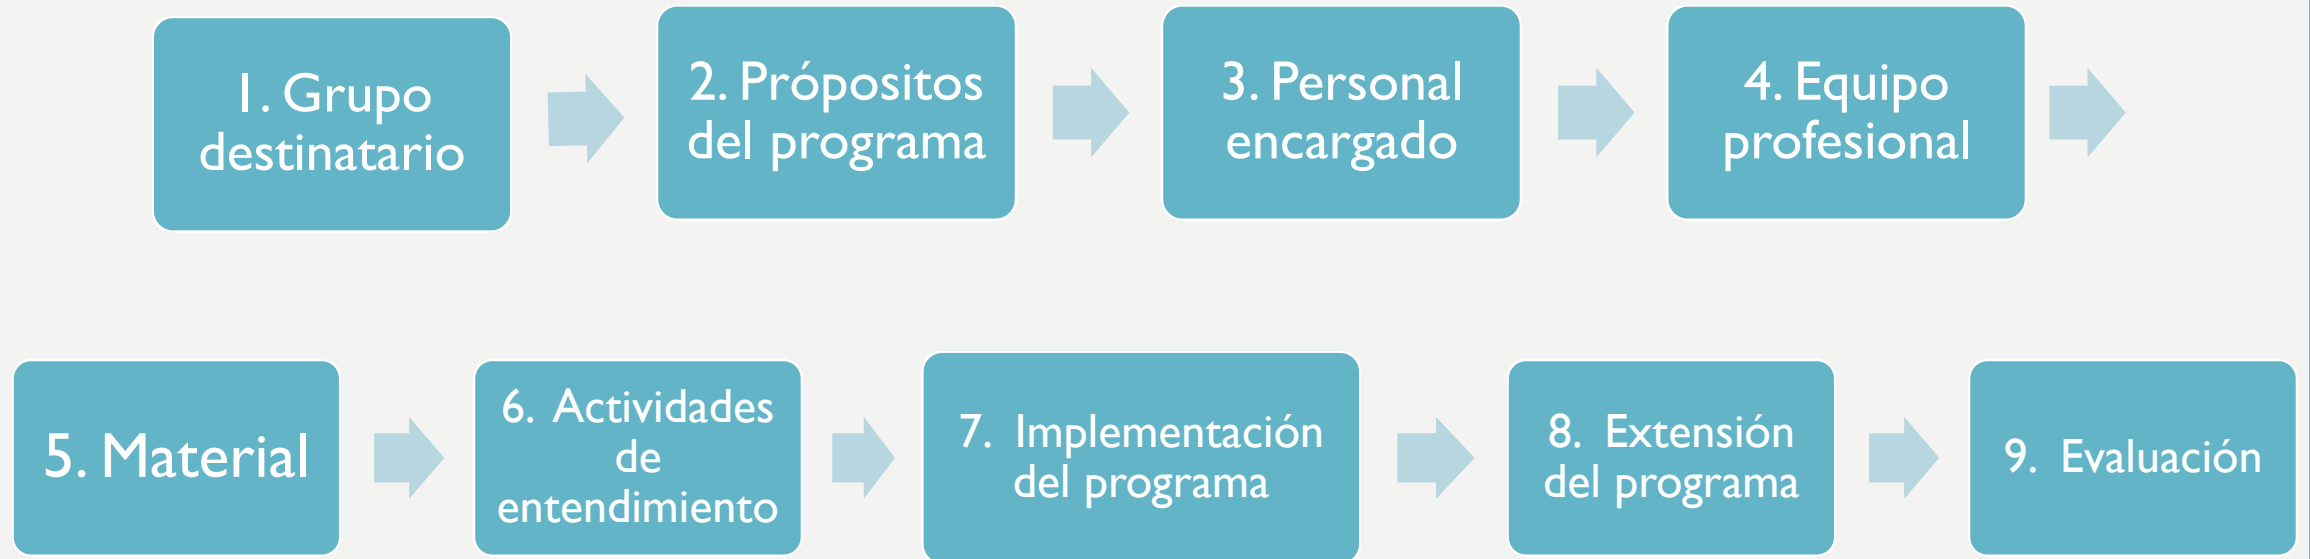 1. Grupo
destinatario
2. Própositos
del programa
3. Personal
encargado
4. Equipo
profesional
5. Material
6. Actividades
de
entendimiento
7. Implementación
del programa
8. Extensión
del programa
9. Evaluación